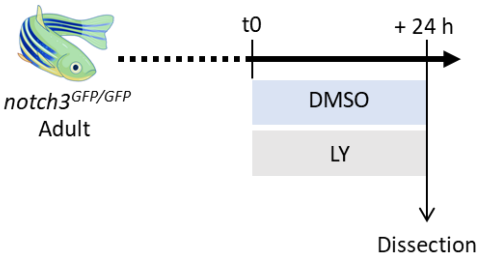 t0
+ 24 h
notch3GFP/GFP
Adult
DMSO
LY
Dissection